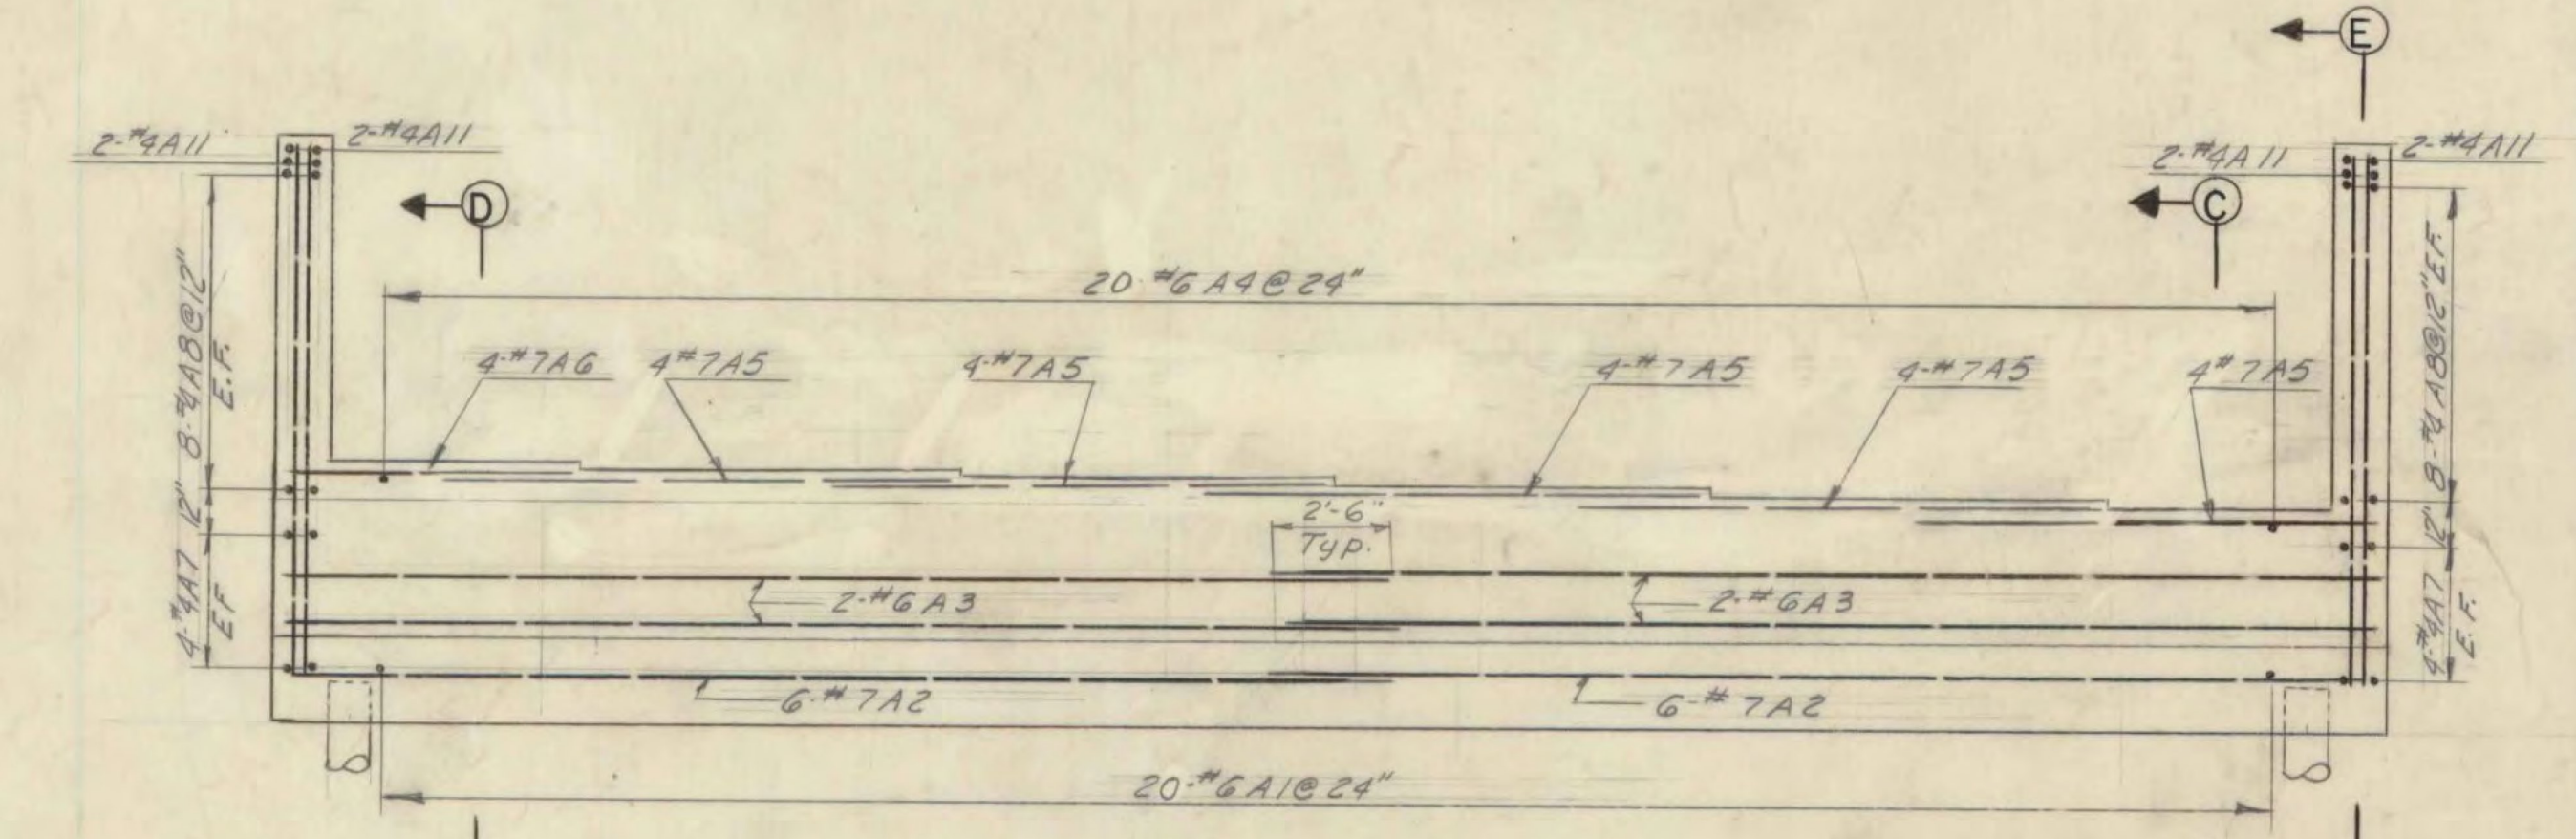 E
2-#4A11
2-#4A11
2-#4A11
2-#4A11
D
C
20-#6A4@24"
8-#4A8@12"
E.F.
8-#4A8@12"E.F.
4-#7A6
4#7A5
4-#7A5
4-#7A5
4-#7A5
4#7A5
12"
12"
2'-6"
Typ.
4-#4A7
EF
4-#4A7
E.F.
2-#6A3
2-#6A3
6-#7A2
6-#7A2
20-#6A1@24"